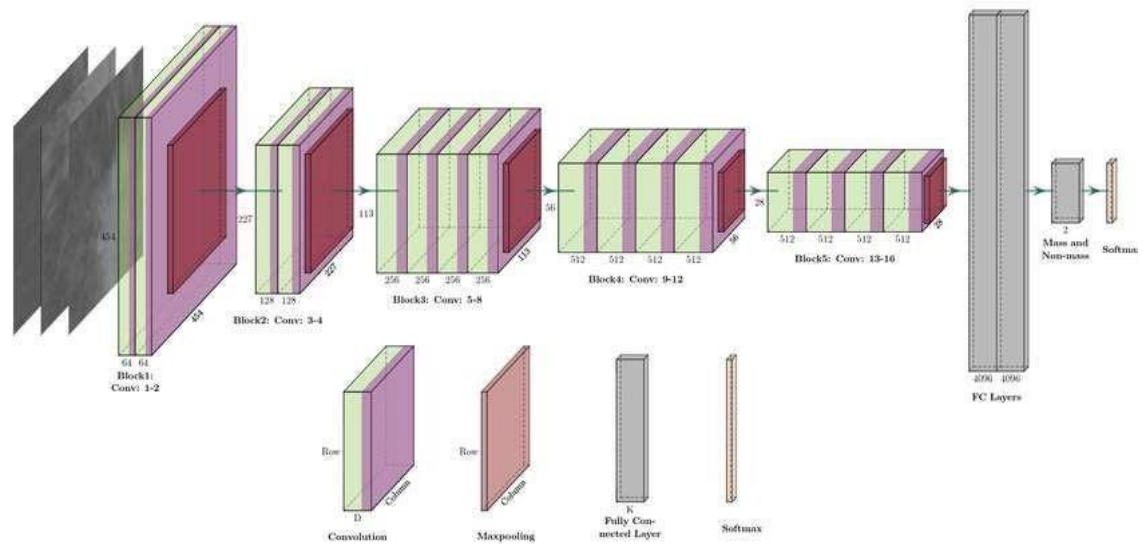 454
454
64 64
Block1:
Conv: 1-2
227
227
128 128
Block2: Conv: 3-4
113
113
256 256 256 256
Block3: Conv: 5-8
56
56
512 512 512 512
Block4: Conv: 9-12
28
28
512 512 512 512
Block5: Conv: 13-16
4096 4096
FC Layers
2
Mass and
Non-mass
Softmax
Row
Column
D
Convolution
Row
Column
Maxpooling
K
Fully Con-
nected Layer
Softmax